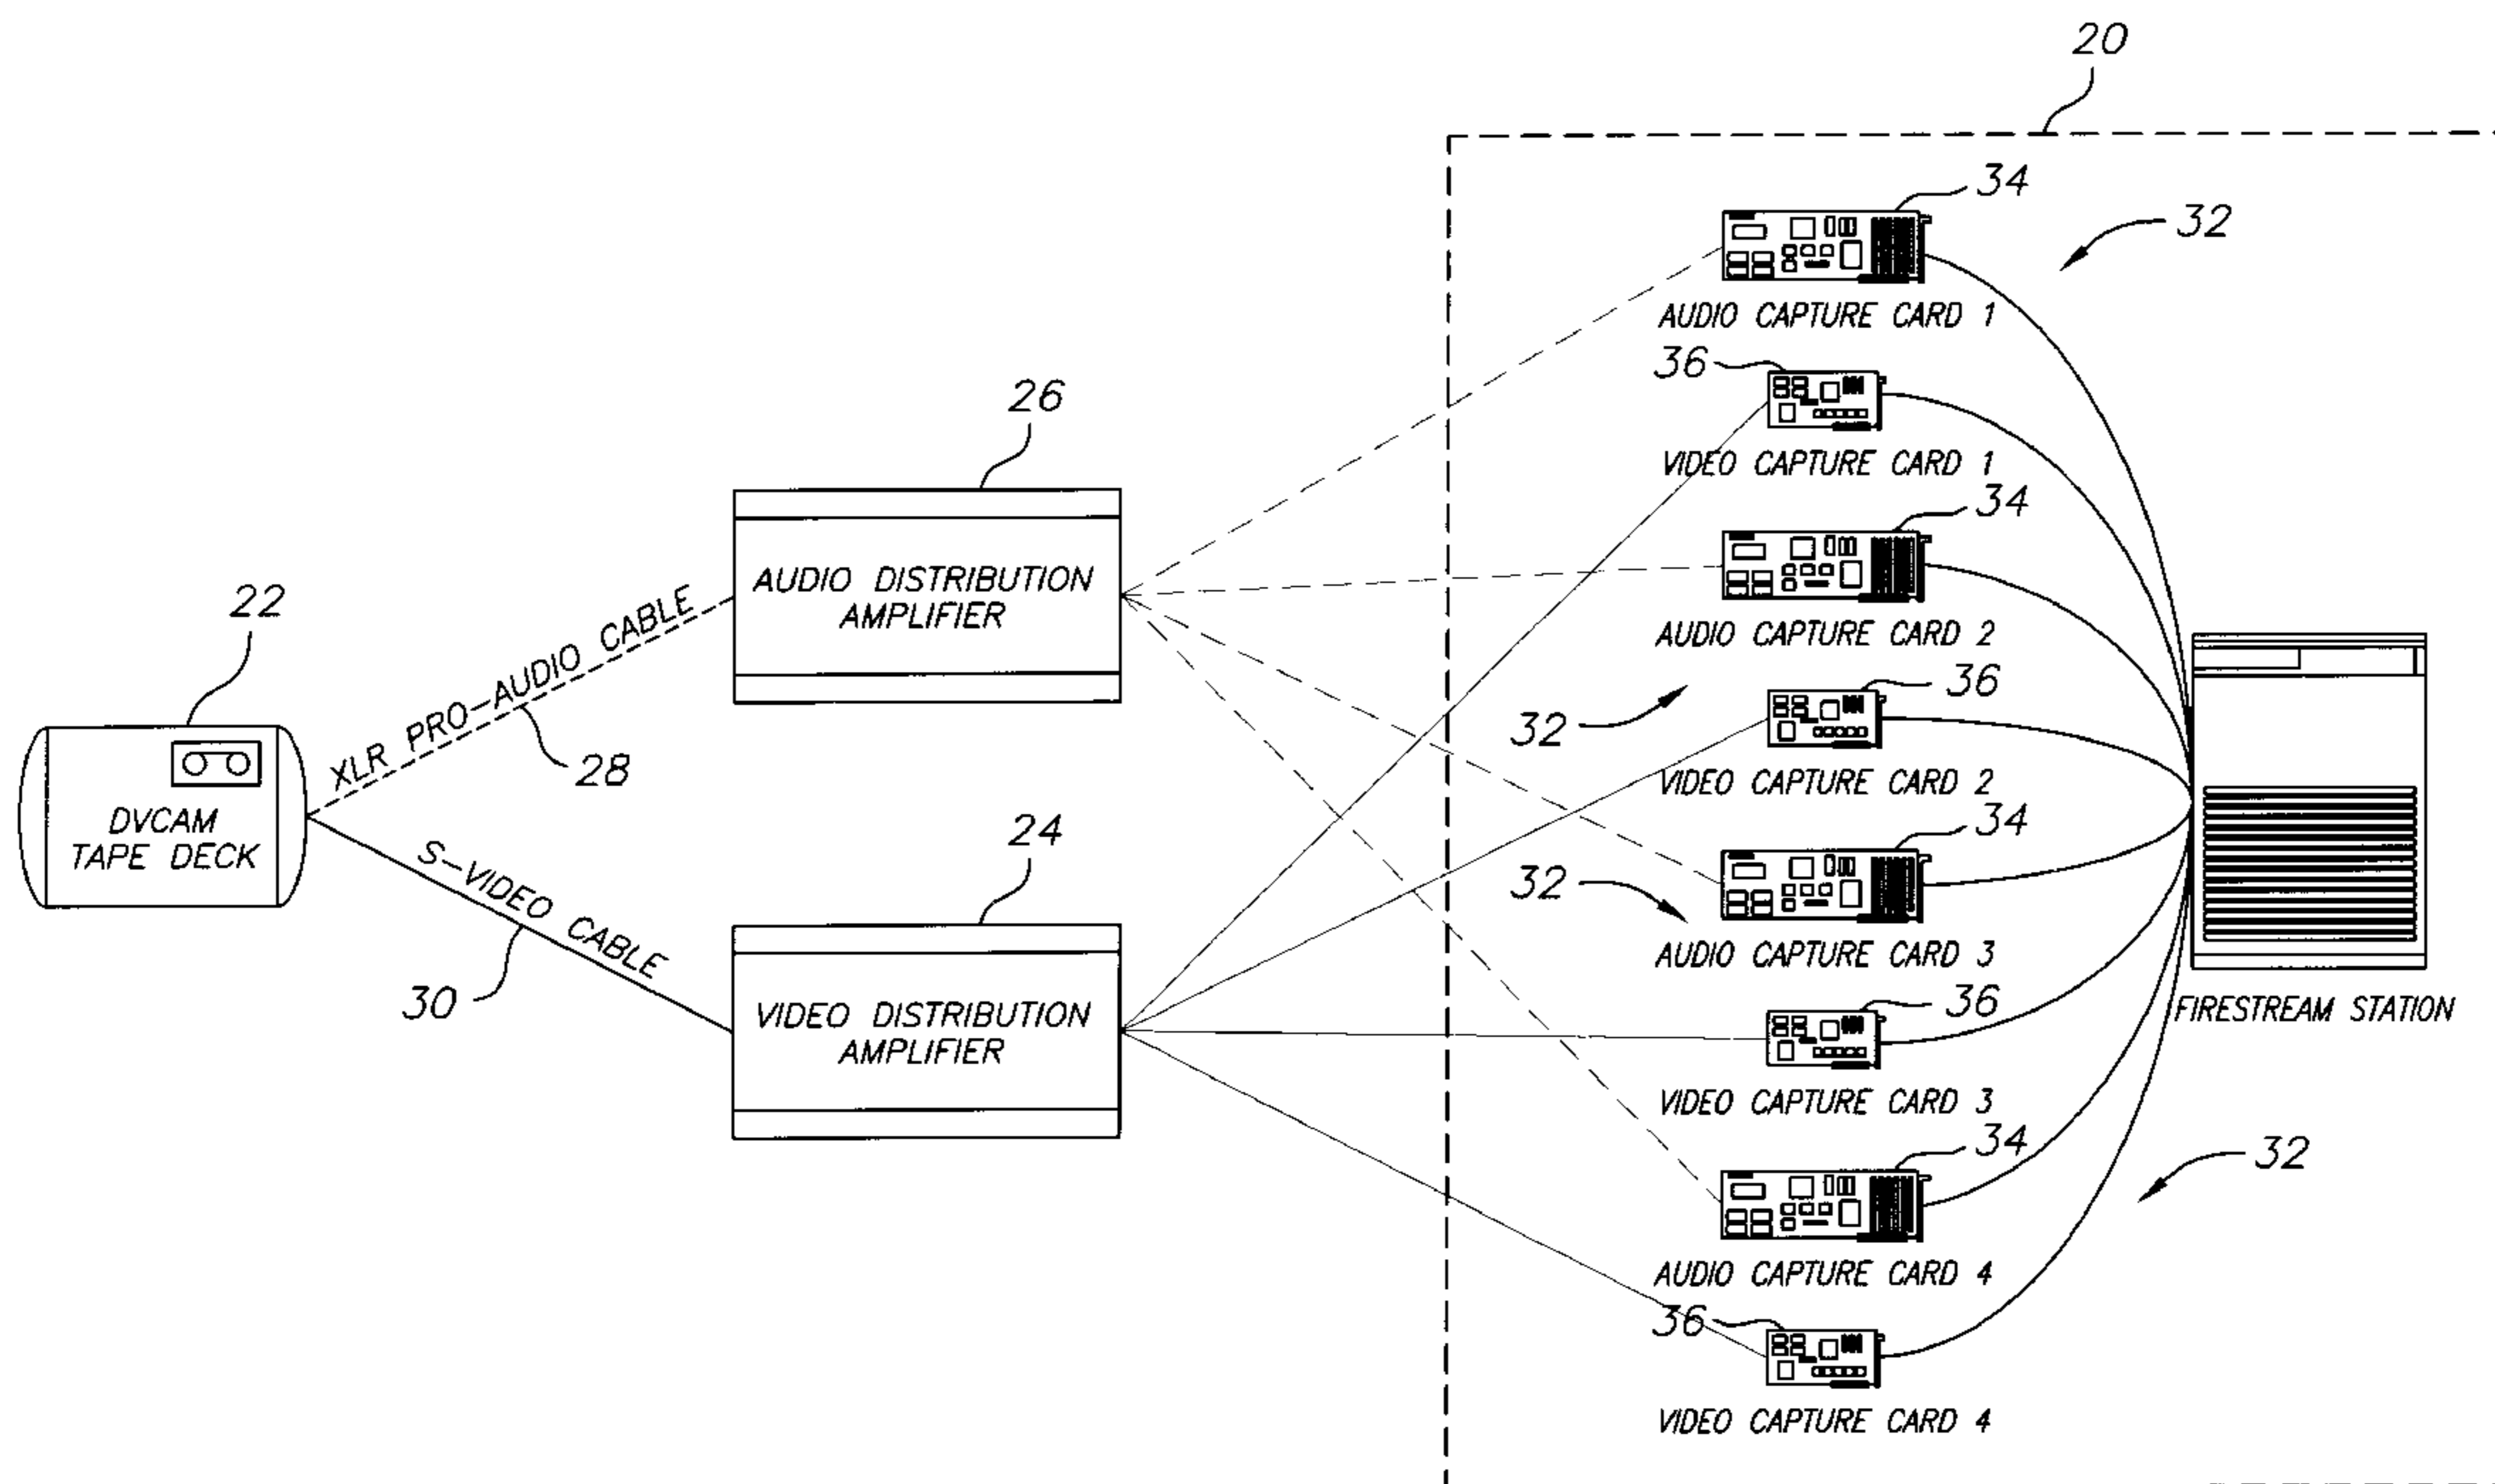 20
34
32
AUDIO CAPTURE CARD 1
36
VIDEO CAPTURE CARD 1
34
26
AUDIO DISTRIBUTION
AMPLIFIER
AUDIO CAPTURE CARD 2
22
XLR PRO-AUDIO CABLE
28
36
32
VIDEO CAPTURE CARD 2
DVCAM
TAPE DECK
34
24
S-VIDEO CABLE
30
32
AUDIO CAPTURE CARD 3
VIDEO DISTRIBUTION
AMPLIFIER
36
FIRESTREAM STATION
VIDEO CAPTURE CARD 3
34
32
AUDIO CAPTURE CARD 4
36
VIDEO CAPTURE CARD 4